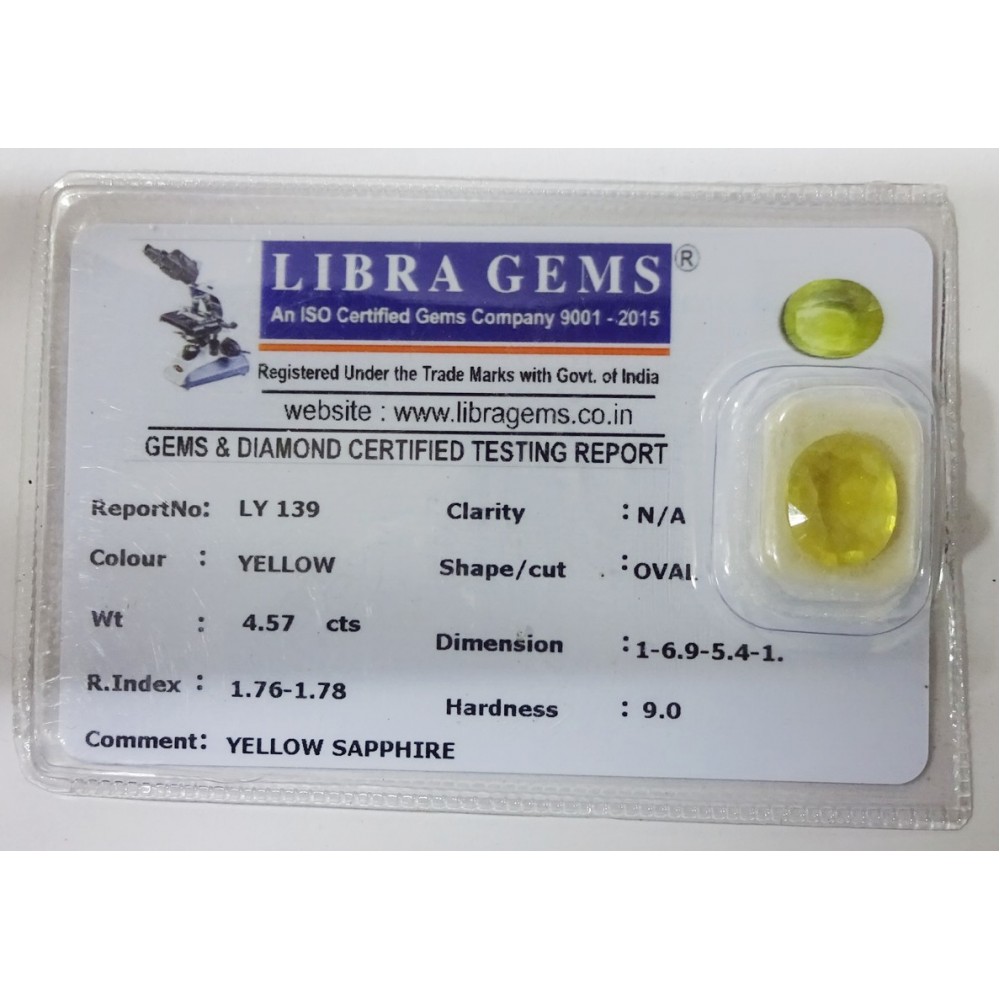 LIBRA GEMS ®
An ISO Certified Gems Company 9001 - 2015
Registered Under the Trade Marks with Govt. of India
website : www.libragems.co.in
GEMS & DIAMOND CERTIFIED TESTING REPORT
ReportNo: LY 139
Clarity : N/A
Colour : YELLOW
Shape/cut : OVAL
Wt : 4.57 cts
Dimension : 1-6.9-5.4-1.
R.Index : 1.76-1.78
Hardness : 9.0
Comment: YELLOW SAPPHIRE